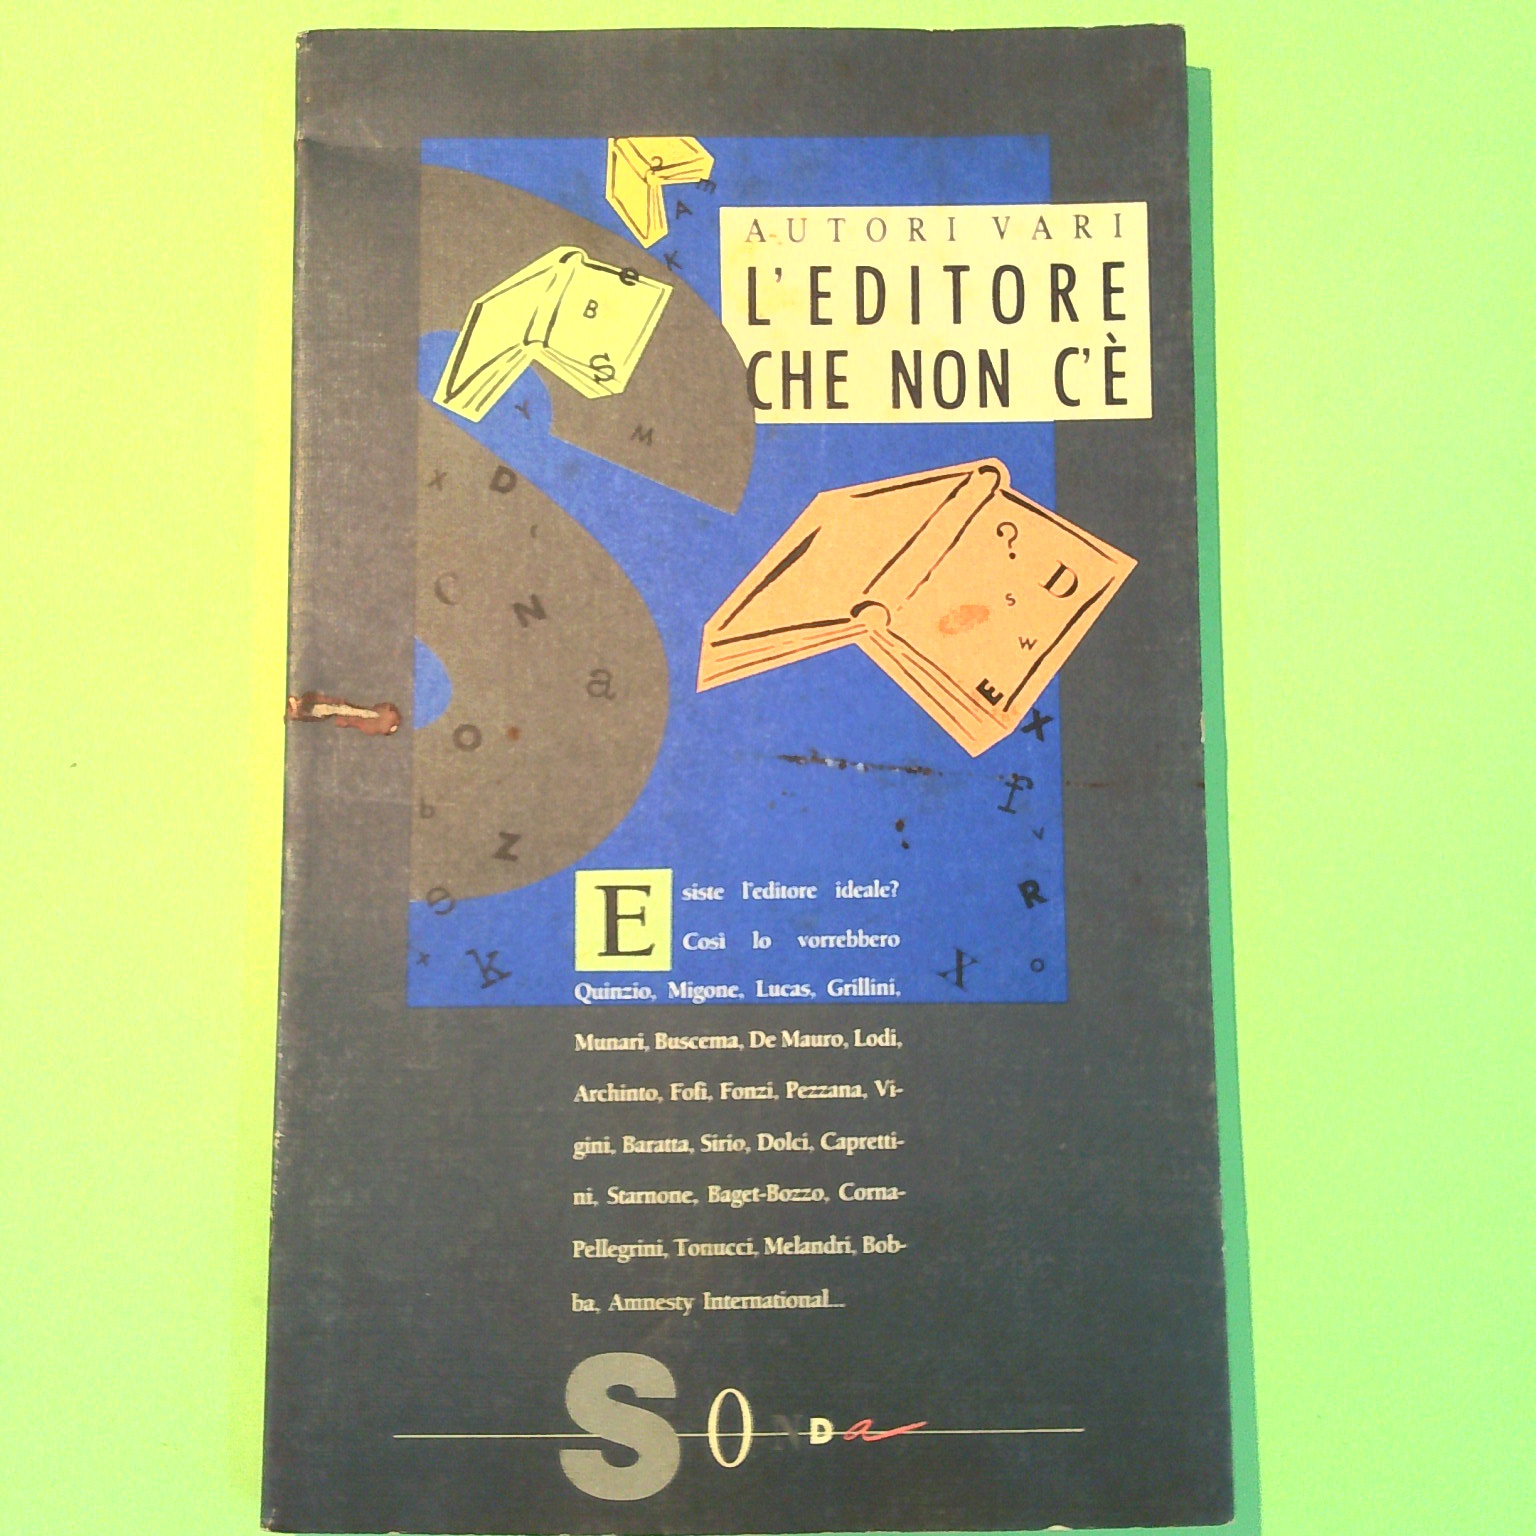 AUTORI VARI
L'EDITORE
CHE NON C'È
a
m
A
K
e
B
S
Y
M
x
D
C
N
a
o
b
Z
S
x
k
?
D
s
w
E
X
f
v
R
X
o
Esiste l'editore ideale?
Così lo vorrebbero
Quinzio, Migone, Lucas, Grillini,
Munari, Buscema, De Mauro, Lodi,
Archinto, Fofi, Fonzi, Pezzana, Vi-
gini, Baratta, Sirio, Dolci, Capretti-
ni, Starnone, Baget-Bozzo, Corna-
Pellegrini, Tonucci, Melandri, Bob-
ba, Amnesty International...
SONDa